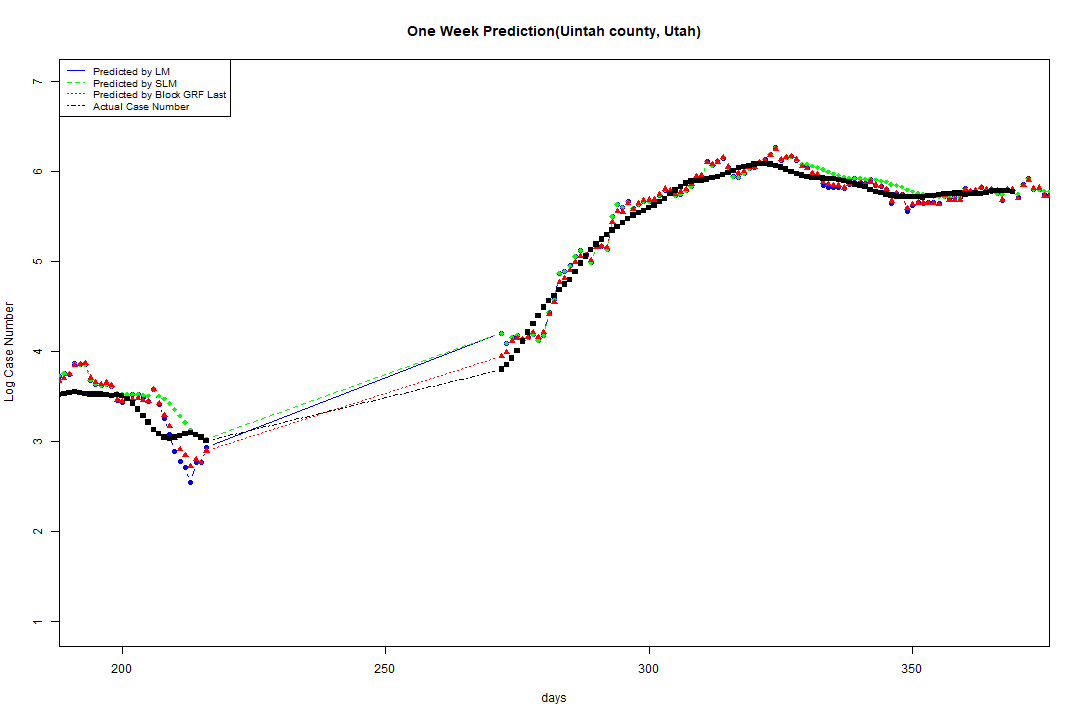 One Week Prediction(Uintah county, Utah)
Predicted by LM
Predicted by SLM
Predicted by Block GRF Last
Actual Case Number
Log Case Number
7
6
5
4
3
2
1
200
250
300
350
days